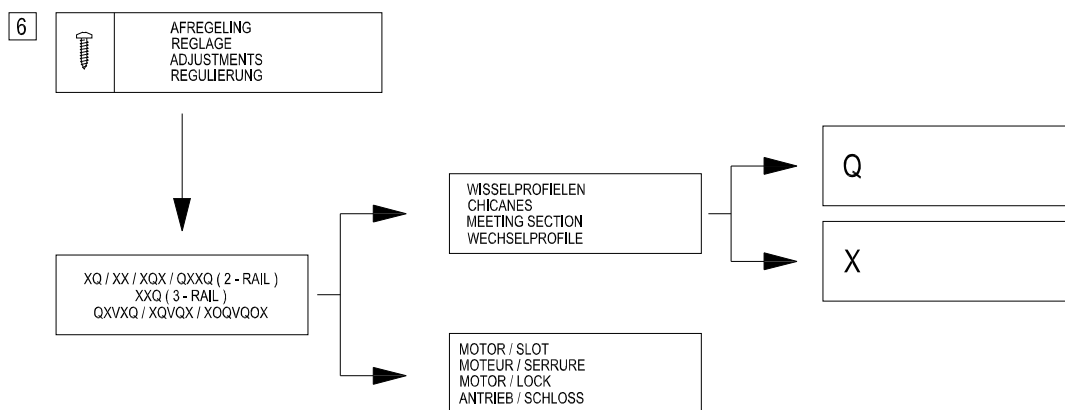 6
AFREGELING
REGLAGE
ADJUSTMENTS
REGULIERUNG
XQ / XX / XQX / QXXQ ( 2 - RAIL )
XXQ ( 3 - RAIL )
QXVXQ / XQVQX / XOQVQOX
WISSELPROFIELEN
CHICANES
MEETING SECTION
WECHSELPROFILE
MOTOR / SLOT
MOTEUR / SERRURE
MOTOR / LOCK
ANTRIEB / SCHLOSS
Q
X